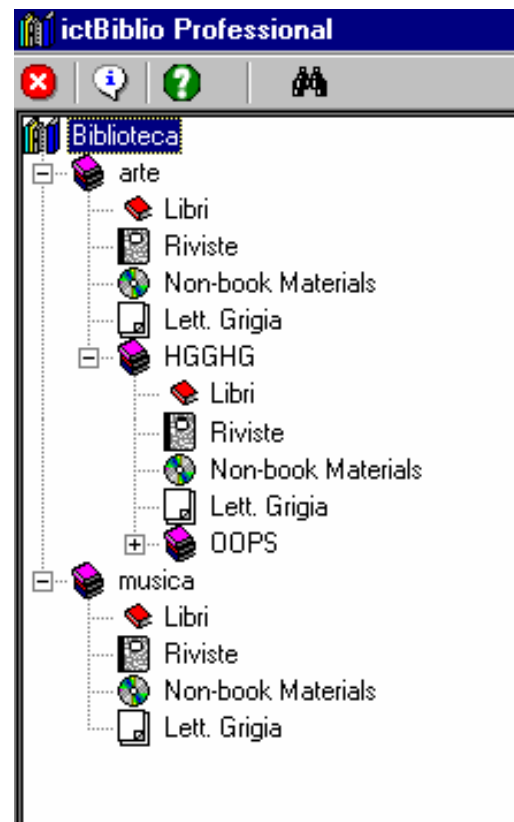 ictBiblio Professional
Biblioteca
arte
Libri
Riviste
Non-book Materials
Lett. Grigia
HGGHG
Libri
Riviste
Non-book Materials
Lett. Grigia
OOPS
musica
Libri
Riviste
Non-book Materials
Lett. Grigia